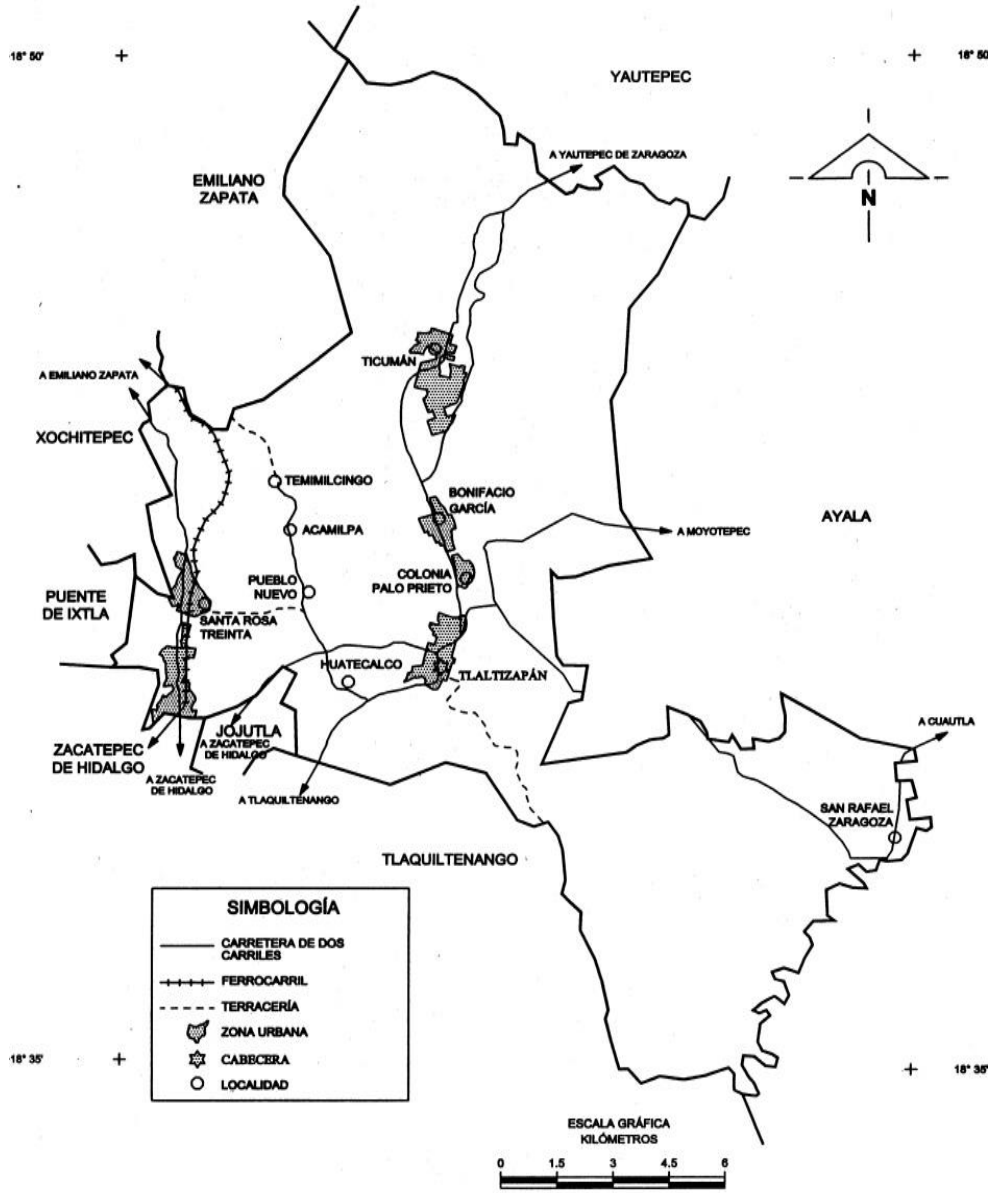 18° 50'
18° 50'
YAUTEPEC
A YAUTEPEC DE ZARAGOZA
EMILIANO
ZAPATA
N
TICUMÁN
A EMILIANO ZAPATA
XOCHITEPEC
TEMIMILCINGO
BONIFACIO
GARCÍA
ACAMILPA
AYALA
A MOYOTEPEC
PUENTE
DE IXTLA
PUEBLO
NUEVO
COLONIA
PALO PRIETO
SANTA ROSA
TREINTA
HUATECALCO
TLALTIZAPÁN
JOJUTLA
A ZACATEPEC
DE HIDALGO
ZACATEPEC
DE HIDALGO
A ZACATEPEC
DE HIDALGO
A TLAQUILTENANGO
A CUAUTLA
SAN RAFAEL
ZARAGOZA
TLAQUILTENANGO
SIMBOLOGÍA
CARRETERA DE DOS
CARRILES
FERROCARRIL
TERRACERÍA
ZONA URBANA
CABECERA
LOCALIDAD
18° 35'
18° 35'
ESCALA GRÁFICA
KILÓMETROS
0 1.5 3 4.5 6